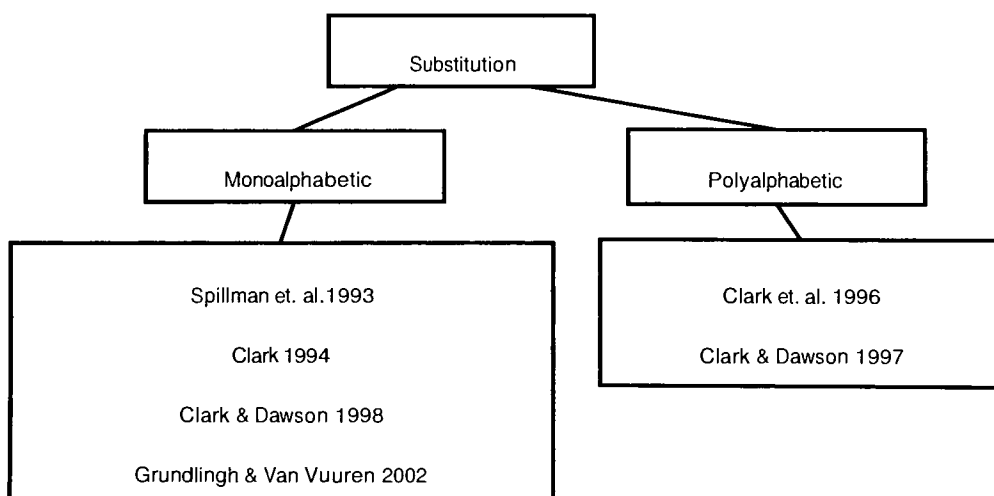 Substitution
Monoalphabetic
Polyalphabetic
Spillman et. al.1993
Clark 1994
Clark & Dawson 1998
Grundlingh & Van Vuuren 2002
Clark et. al. 1996
Clark & Dawson 1997